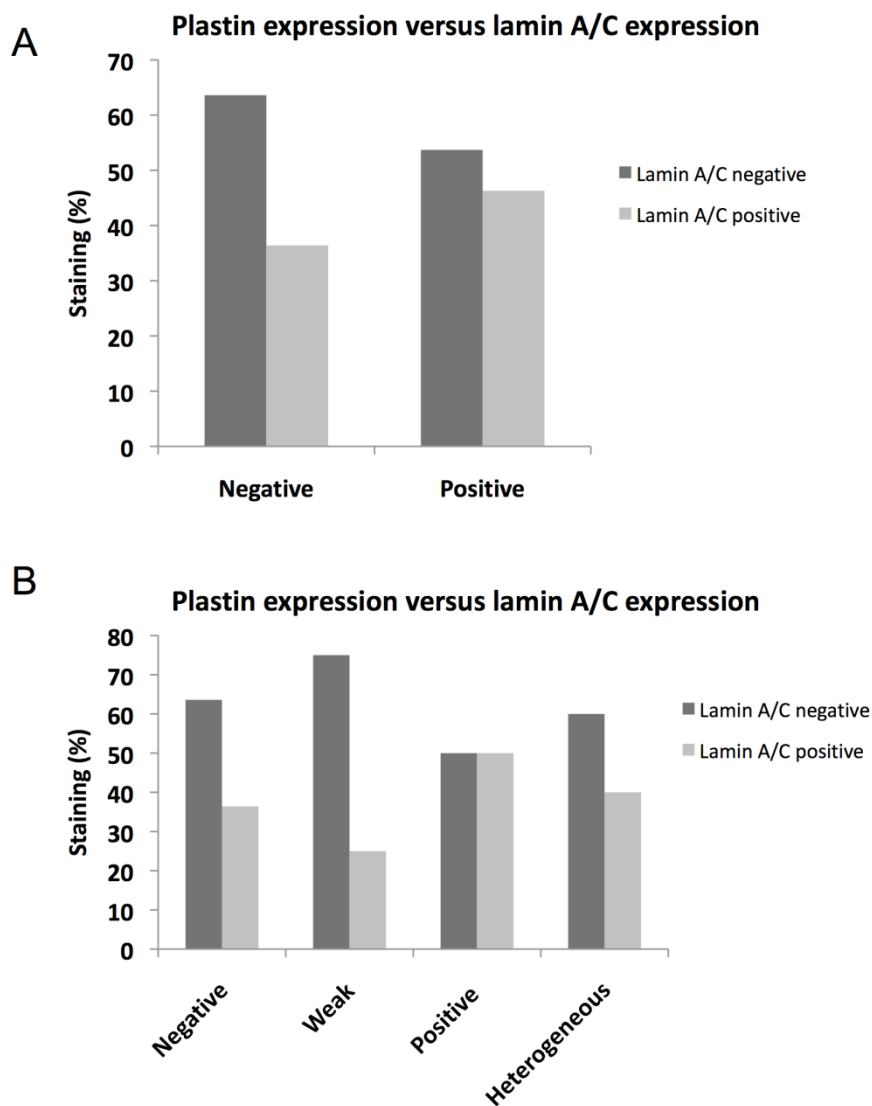 A
Plastin expression versus lamin A/C expression
70
60
50
40
30
20
10
0
Staining (%)
Negative
Positive
Lamin A/C negative
Lamin A/C positive
B
Plastin expression versus lamin A/C expression
80
70
60
50
40
30
20
10
0
Staining (%)
Negative
Weak
Positive
Heterogeneous
Lamin A/C negative
Lamin A/C positive